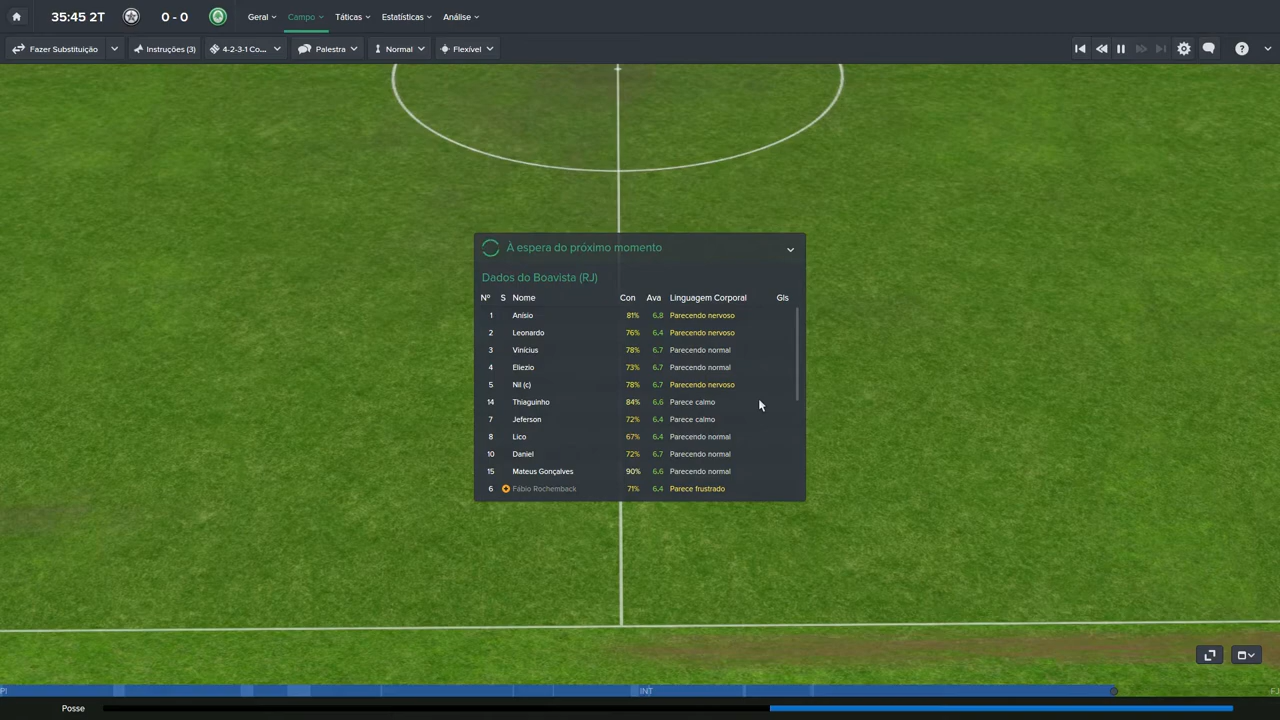 35:45 2T 0 - 0 Geral Campo Táticas Estatísticas Análise
Fazer Substituição Instruções (3) 4-2-3-1 Co... Palestra Normal Flexível ?
À espera do próximo momento
Dados do Boavista (RJ)
Nº S Nome Con Ava Linguagem Corporal Gls
1 Anísio 81% 6.8 Parecendo nervoso
2 Leonardo 76% 6.4 Parecendo nervoso
3 Vinícius 78% 6.7 Parecendo normal
4 Eliezio 73% 6.7 Parecendo normal
5 Nil (c) 78% 6.7 Parecendo nervoso
14 Thiaguinho 84% 6.6 Parece calmo
7 Jeferson 72% 6.4 Parece calmo
8 Lico 67% 6.4 Parecendo normal
10 Daniel 72% 6.7 Parecendo normal
15 Mateus Gonçalves 90% 6.6 Parecendo normal
6 Fábio Rochemback 71% 6.4 Parece frustrado
PI INT FJ
Posse